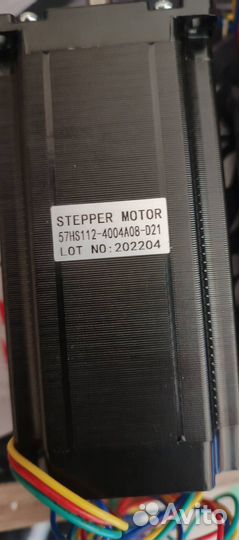 STEPPER MOTOR
57HS112-4004A08-D21
LOT NO:202204
Avito